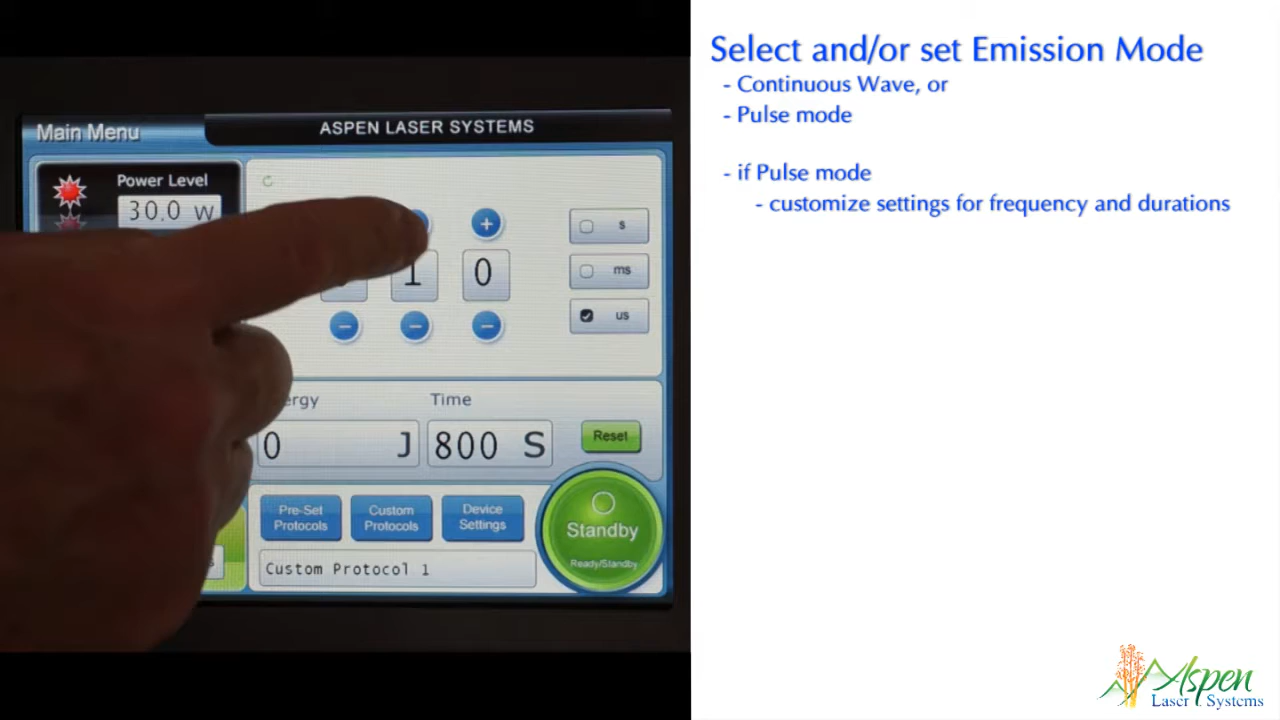 Main Menu
ASPEN LASER SYSTEMS
Power Level
30.0 W
+
s
1
0
ms
us
Time
0 J
800 S
Reset
Pre-Set
Protocols
Custom
Protocols
Device
Settings
Standby
Ready/Standby
Custom Protocol 1
Select and/or set Emission Mode
- Continuous Wave, or
- Pulse mode
- if Pulse mode
- customize settings for frequency and durations
Aspen
Laser Systems